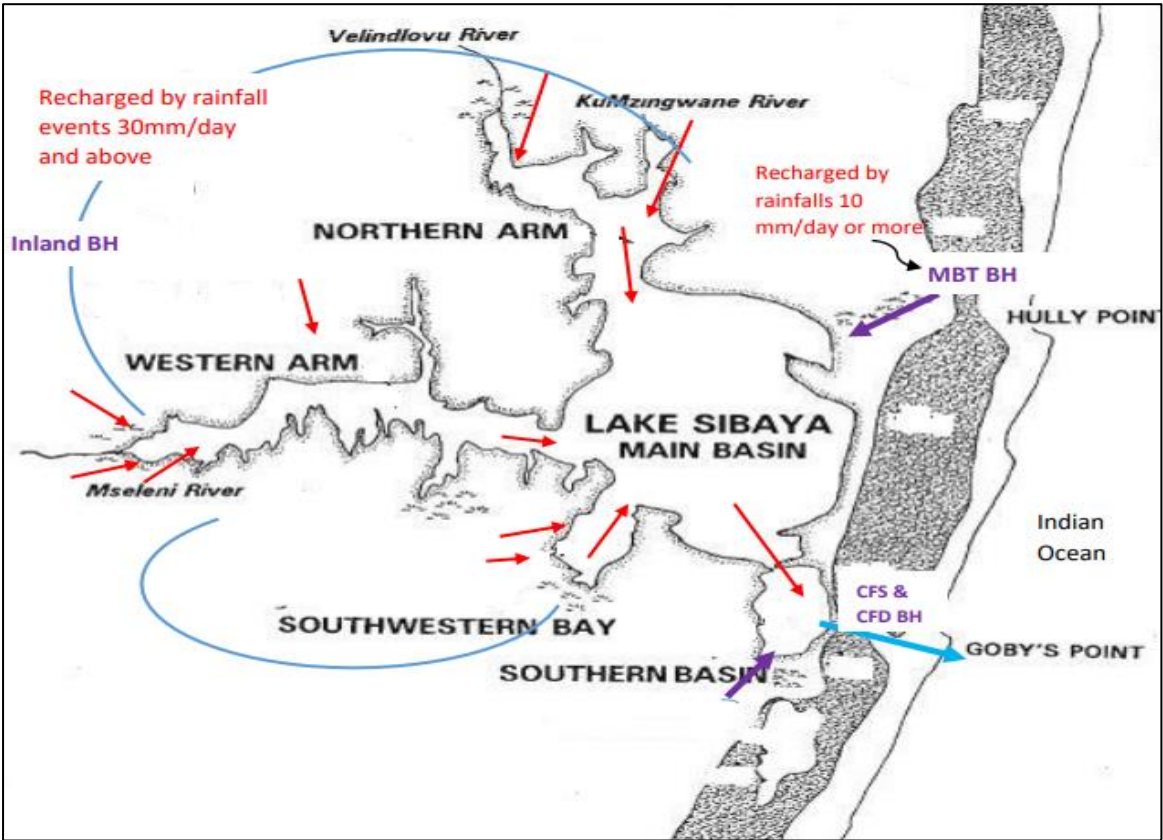 Velindlovu River
Recharged by rainfall
events 30mm/day
and above
KuMzingwane River
Recharged by
rainfalls 10
mm/day or more
Inland BH
NORTHERN ARM
MBT BH
HULLY POINT
WESTERN ARM
LAKE SIBAYA
MAIN BASIN
Mseleni River
Indian
Ocean
CFS &
CFD BH
SOUTHWESTERN BAY
GOBY'S POINT
SOUTHERN BASIN